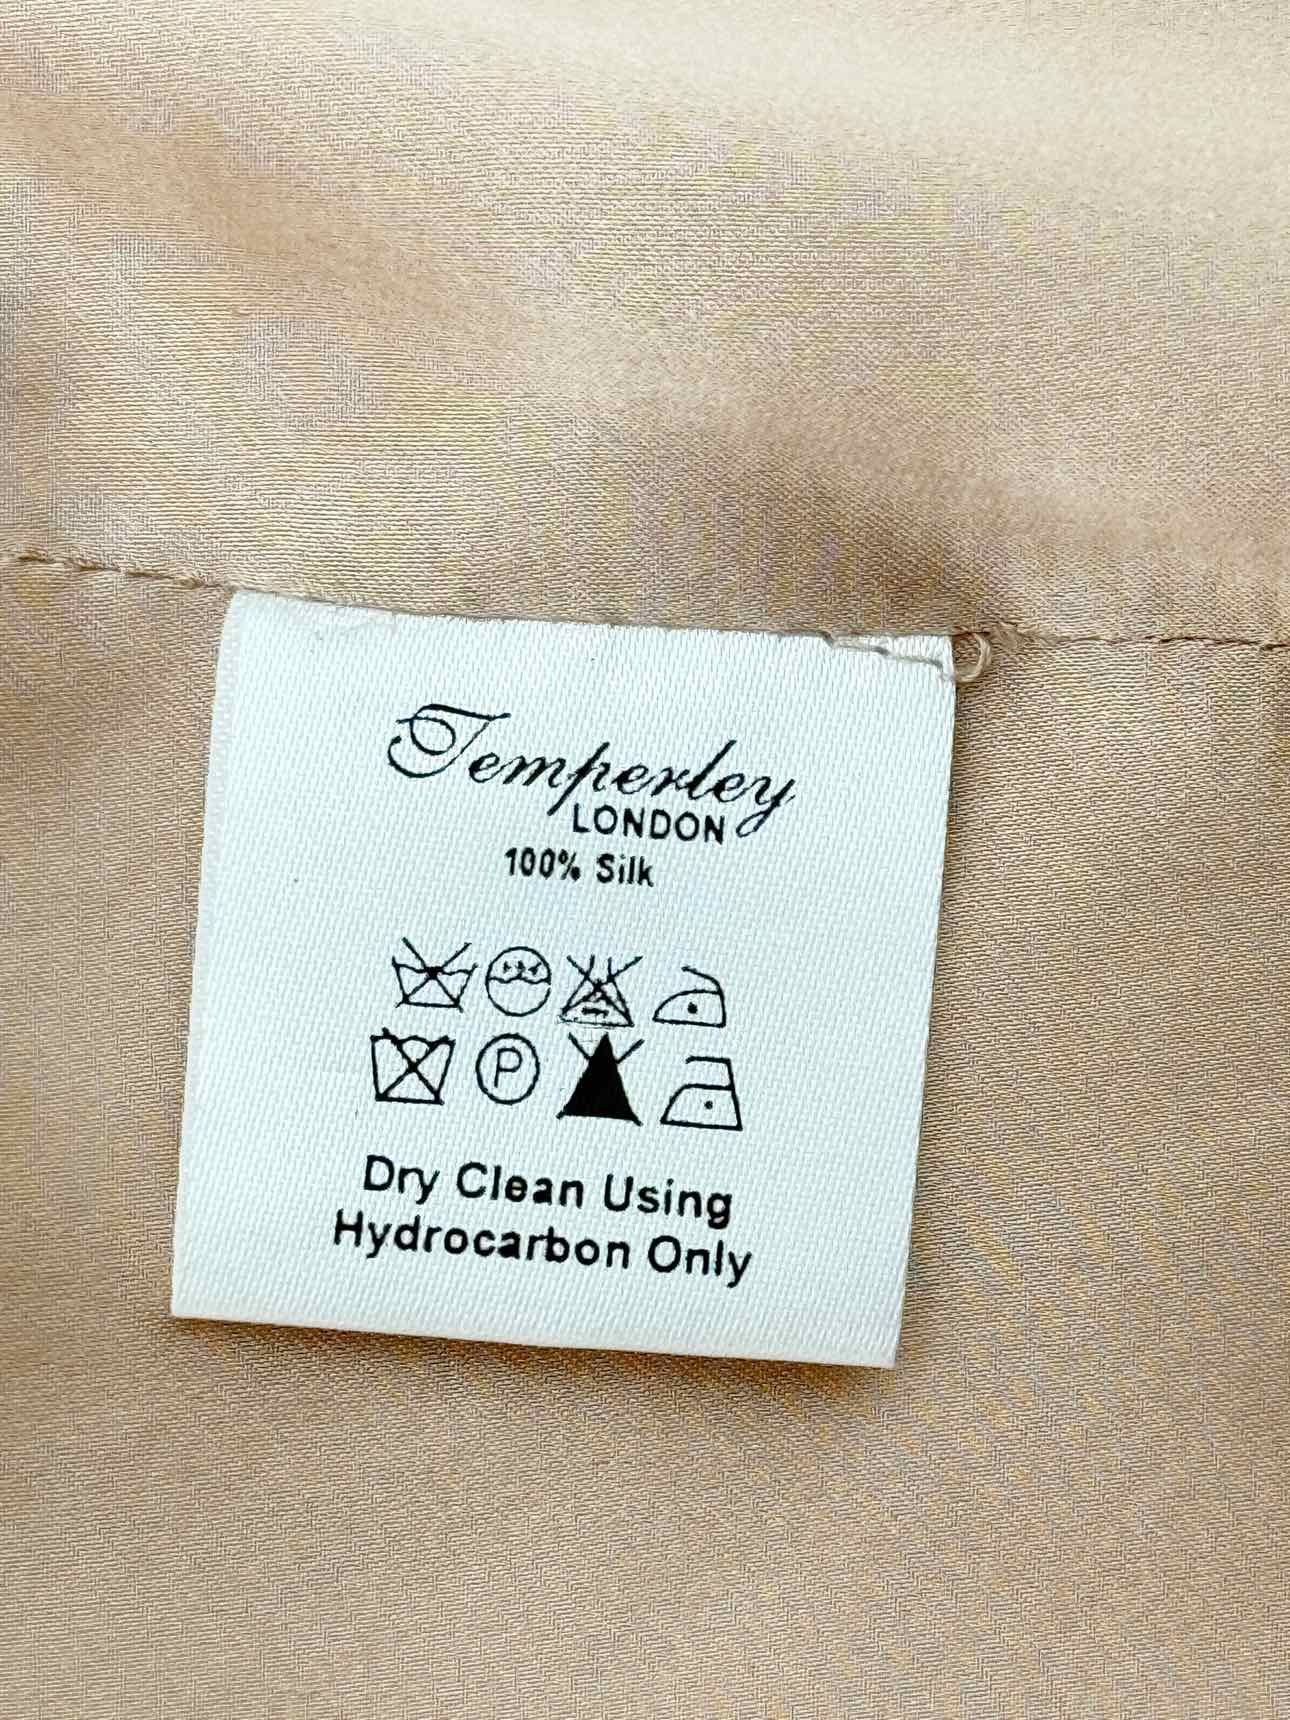 Temperley
LONDON
100% Silk
P
Dry Clean Using
Hydrocarbon Only